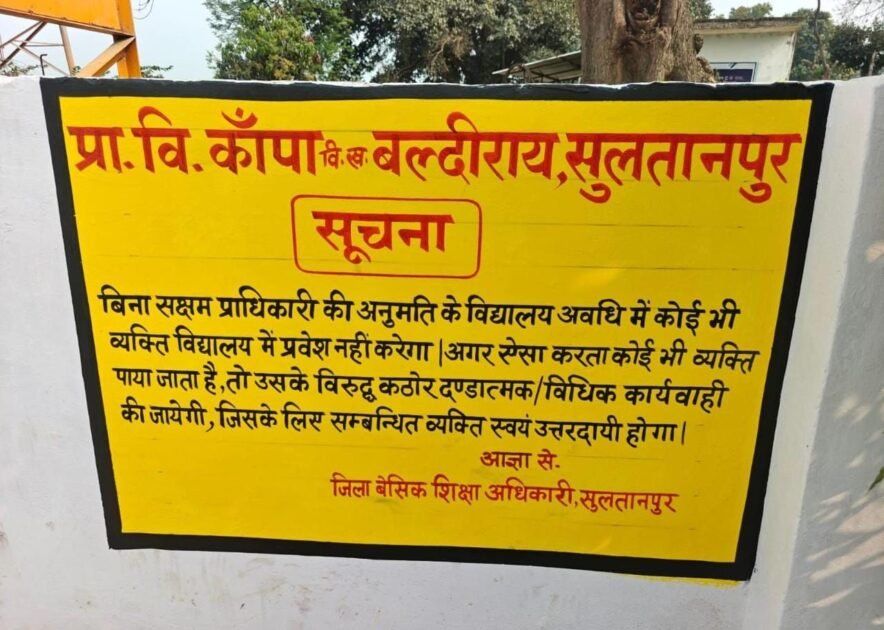 प्रा. वि. काँपा वि. ख. बल्दीराय, सुलतानपुर
सूचना
बिना सक्षम प्राधिकारी की अनुमति के विद्यालय अवधि में कोई भी
व्यक्ति विद्यालय में प्रवेश नहीं करेगा | अगर ऐसा करता कोई भी व्यक्ति
पाया जाता है, तो उसके विरुद्ध कठोर दण्डात्मक/विधिक कार्यवाही
की जायेगी, जिसके लिए सम्बन्धित व्यक्ति स्वयं उत्तरदायी होगा |
आज्ञा से.
जिला बेसिक शिक्षा अधिकारी, सुलतानपुर